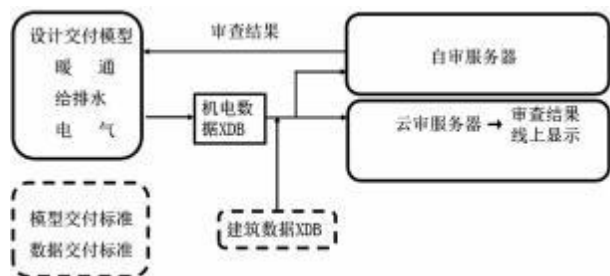 设计交付模型
暖 通
给排水
电 气
审查结果
自审服务器
机电数
据XDB
云审服务器 → 审查结果
线上显示
模型交付标准
数据交付标准
建筑数据XDB